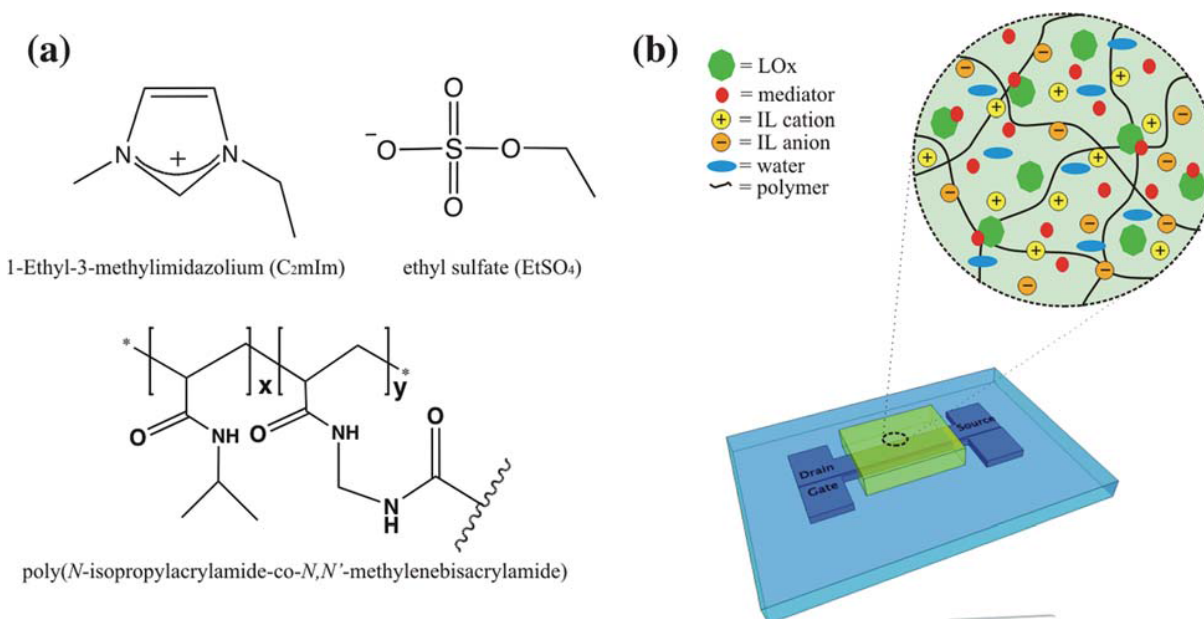 (a)
N
+
N
1-Ethyl-3-methylimidazolium (C₂mIm)
O
−O S O
O
ethyl sulfate (EtSO₄)
* x y *
O NH O NH O
N
H
poly(N-isopropylacrylamide-co-N,N'-methylenebisacrylamide)
(b)
= LOx
= mediator
+ = IL cation
− = IL anion
= water
= polymer
Drain
Gate
Source